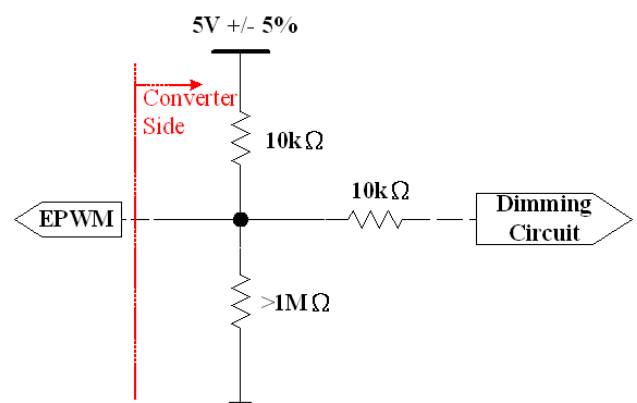 5V +/- 5%
Converter
Side
10kΩ
10kΩ
EPWM
Dimming
Circuit
>1MΩ